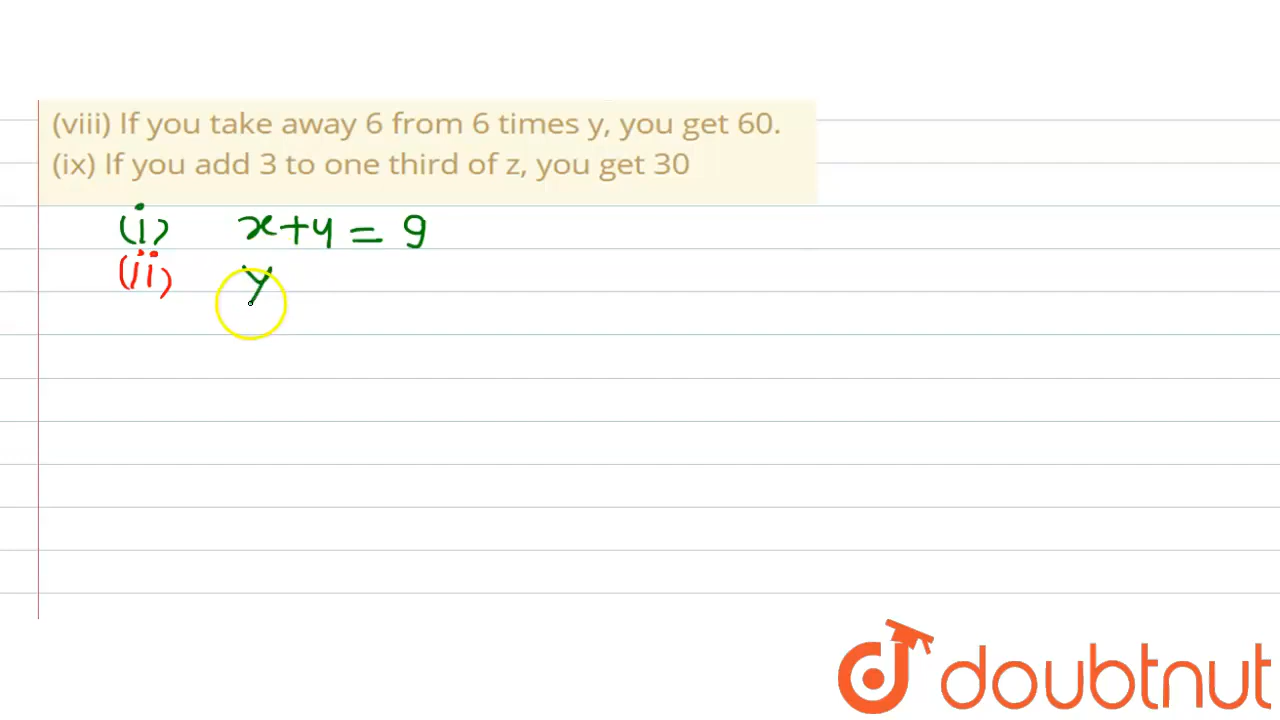 (viii) If you take away 6 from 6 times y, you get 60.
(ix) If you add 3 to one third of z, you get 30
(i) x+4 = 9
(ii) y
doubtnut